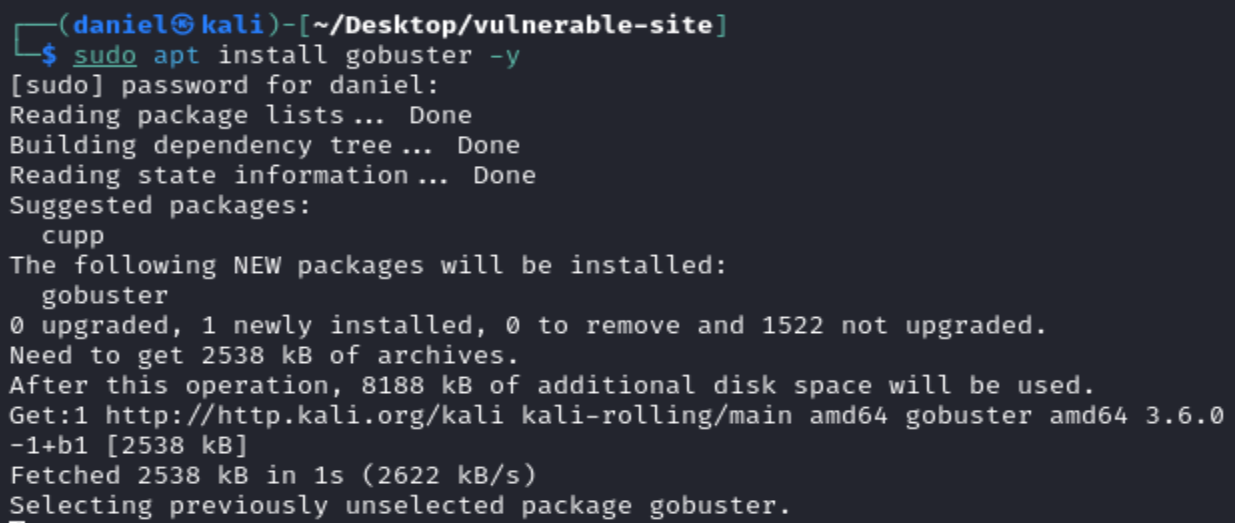 ┌──(daniel㉿kali)-[~/Desktop/vulnerable-site]
└─$ sudo apt install gobuster -y
[sudo] password for daniel:
Reading package lists... Done
Building dependency tree... Done
Reading state information... Done
Suggested packages:
  cupp
The following NEW packages will be installed:
  gobuster
0 upgraded, 1 newly installed, 0 to remove and 1522 not upgraded.
Need to get 2538 kB of archives.
After this operation, 8188 kB of additional disk space will be used.
Get:1 http://http.kali.org/kali kali-rolling/main amd64 gobuster amd64 3.6.0
-1+b1 [2538 kB]
Fetched 2538 kB in 1s (2622 kB/s)
Selecting previously unselected package gobuster.